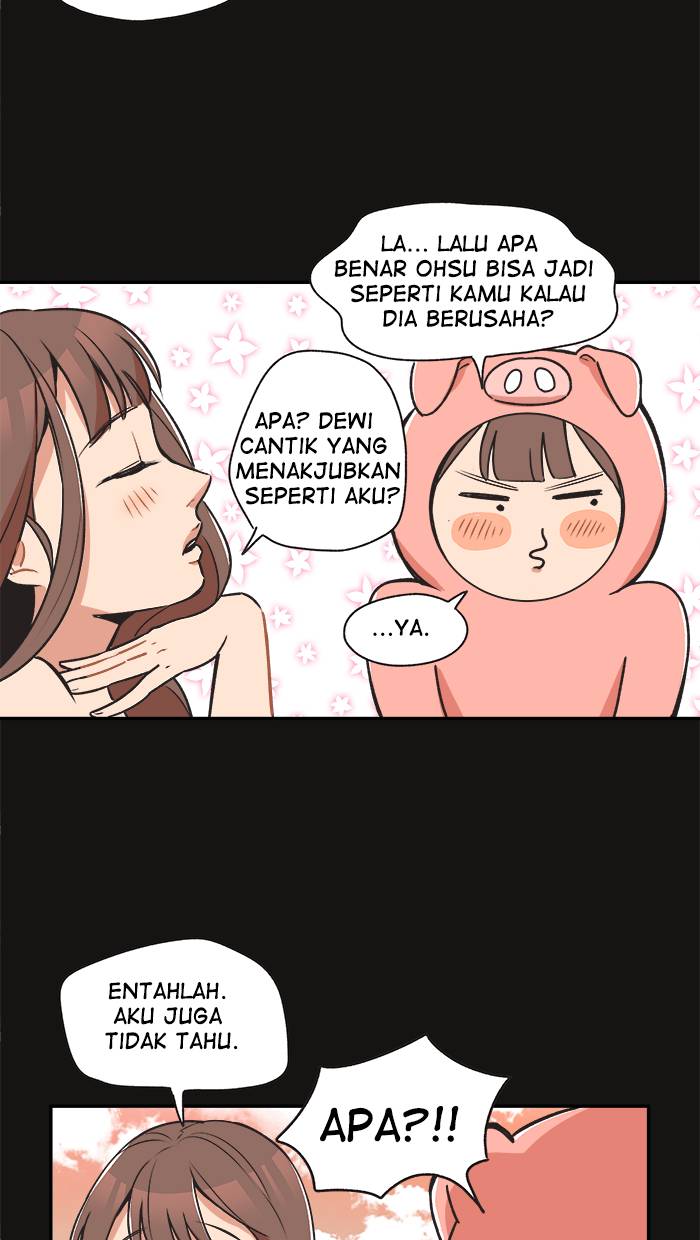 LA... LALU APA
BENAR OHSU BISA JADI
SEPERTI KAMU KALAU
DIA BERUSAHA?
APA? DEWI
CANTIK YANG
MENAKJUBKAN
SEPERTI AKU?
...YA.
ENTAHLAH.
AKU JUGA
TIDAK TAHU.
APA?!!